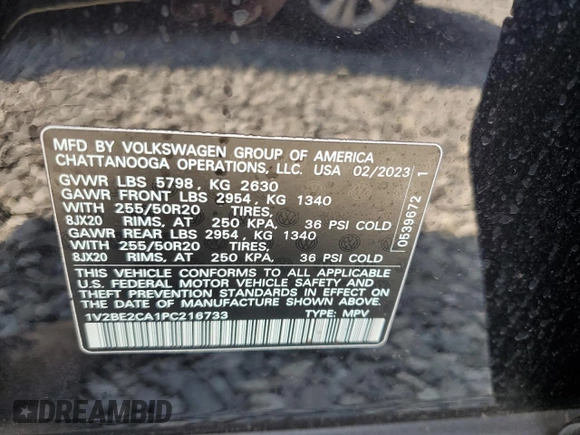 MFD BY VOLKSWAGEN GROUP OF AMERICA
CHATTANOOGA OPERATIONS, LLC. USA 02/2023
GVWR LBS 5798 , KG 2630
GAWR FRONT LBS 2954 , KG 1340
WITH 255/50R20 TIRES,
8JX20 RIMS, AT 250 KPA, 36 PSI COLD
GAWR REAR LBS 2954 , KG 1340
WITH 255/50R20 TIRES,
8JX20 RIMS, AT 250 KPA, 36 PSI COLD
THIS VEHICLE CONFORMS TO ALL APPLICABLE
U.S. FEDERAL MOTOR VEHICLE SAFETY AND
THEFT PREVENTION STANDARDS IN EFFECT ON
THE DATE OF MANUFACTURE SHOWN ABOVE.
1V2BE2CA1PC216733 TYPE: MPV
0539672 1
DREAMBID